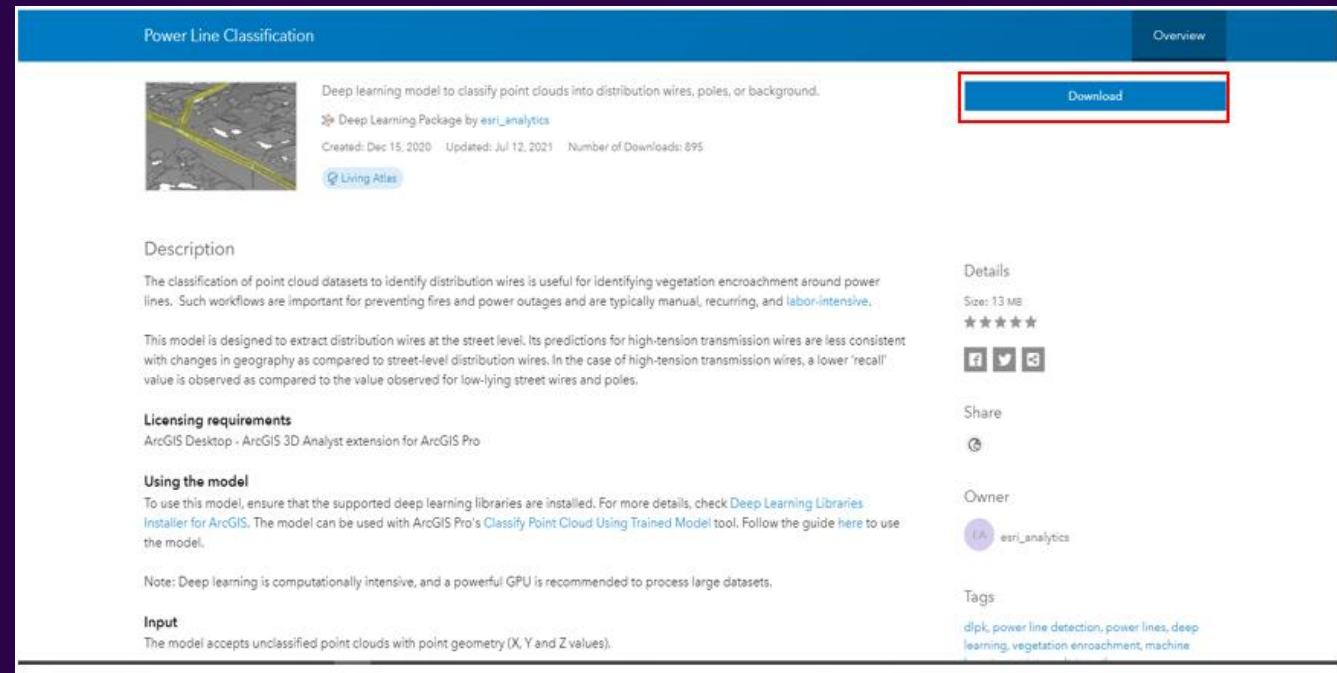 Power Line Classification
Overview
Deep learning model to classify point clouds into distribution wires, poles, or background.
Deep Learning Package by esri_analytics
Created: Dec 15, 2020 Updated: Jul 12, 2021 Number of Downloads: 895
Living Atlas
Download
Description
The classification of point cloud datasets to identify distribution wires is useful for identifying vegetation encroachment around power
lines. Such workflows are important for preventing fires and power outages and are typically manual, recurring, and labor-intensive.
This model is designed to extract distribution wires at the street level. Its predictions for high-tension transmission wires are less consistent
with changes in geography as compared to street-level distribution wires. In the case of high-tension transmission wires, a lower 'recall'
value is observed as compared to the value observed for low-lying street wires and poles.
Licensing requirements
ArcGIS Desktop - ArcGIS 3D Analyst extension for ArcGIS Pro
Using the model
To use this model, ensure that the supported deep learning libraries are installed. For more details, check Deep Learning Libraries
Installer for ArcGIS. The model can be used with ArcGIS Pro's Classify Point Cloud Using Trained Model tool. Follow the guide here to use
the model.
Note: Deep learning is computationally intensive, and a powerful GPU is recommended to process large datasets.
Input
The model accepts unclassified point clouds with point geometry (X, Y and Z values).
Details
Size: 13 MB
Share
Owner
EA esri_analytics
Tags
dlpk, power line detection, power lines, deep
learning, vegetation enroachment, machine